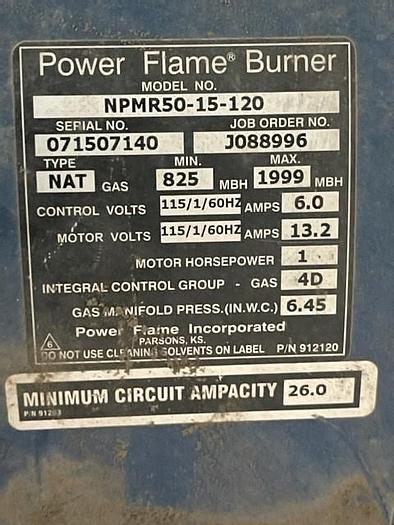 Power Flame® Burner
MODEL NO.
NPMR50-15-120
SERIAL NO. JOB ORDER NO.
071507140 J088996
TYPE MIN. MAX.
NAT GAS 825 MBH 1999 MBH
CONTROL VOLTS 115/1/60HZ AMPS 6.0
MOTOR VOLTS 115/1/60HZ AMPS 13.2
MOTOR HORSEPOWER 1
INTEGRAL CONTROL GROUP - GAS 4D
GAS MANIFOLD PRESS.(IN.W.C.) 6.45
Power Flame Incorporated
PARSONS, KS.
6
DO NOT USE CLEANING SOLVENTS ON LABEL P/N 912120
MINIMUM CIRCUIT AMPACITY 26.0
P/N 91203